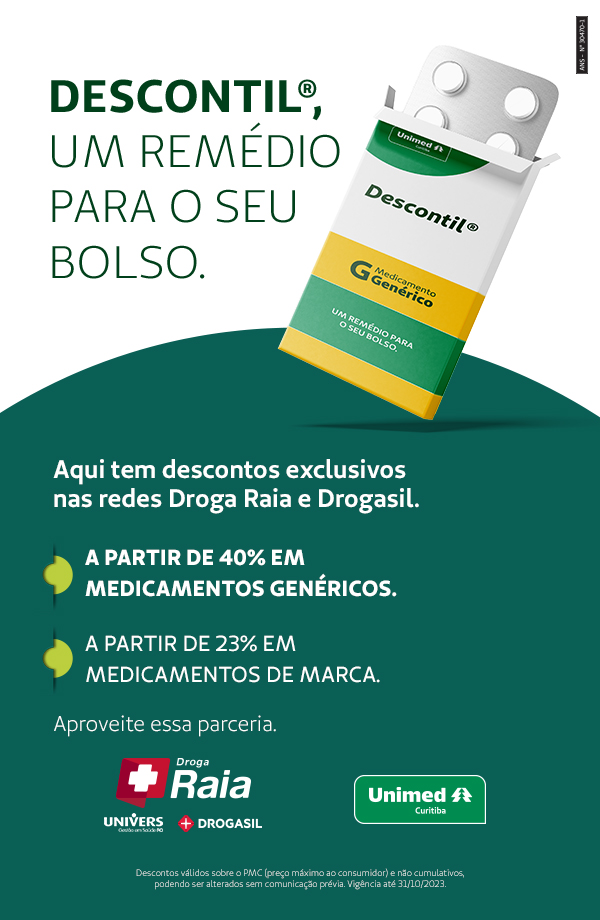 ANS - Nº 30470-1
DESCONTIL®,
UM REMÉDIO
PARA O SEU
BOLSO.
Unimed
Curitiba
Descontil®
G Medicamento
Genérico
UM REMÉDIO PARA
O SEU BOLSO.
Aqui tem descontos exclusivos
nas redes Droga Raia e Drogasil.
A PARTIR DE 40% EM
MEDICAMENTOS GENÉRICOS.
A PARTIR DE 23% EM
MEDICAMENTOS DE MARCA.
Aproveite essa parceria.
Droga
Raia
UNIVERS
Gestão em Saúde RD
DROGASIL
Unimed
Curitiba
Descontos válidos sobre o PMC (preço máximo ao consumidor) e não cumulativos,
podendo ser alterados sem comunicação prévia. Vigência até 31/10/2023.